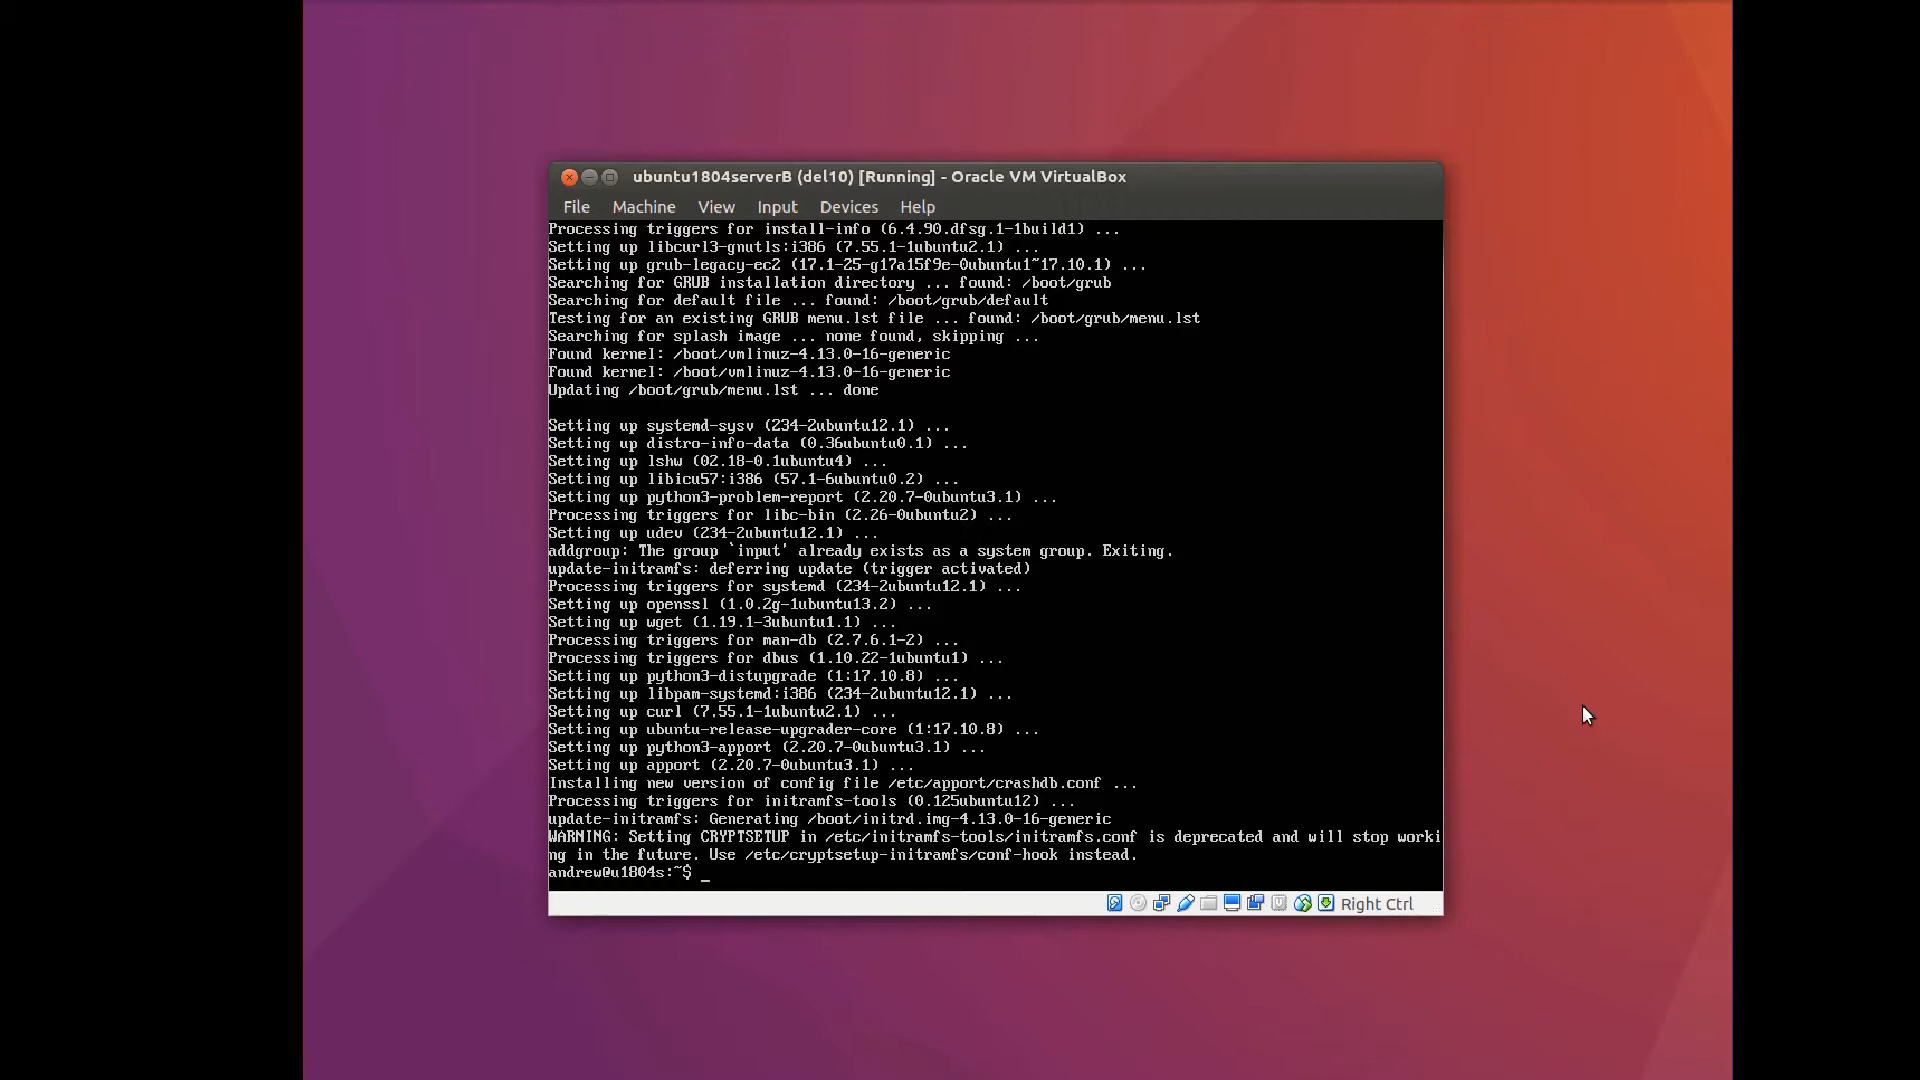 ubuntu1804serverB (del10) [Running] - Oracle VM VirtualBox
File Machine View Input Devices Help
Processing triggers for install-info (6.4.90.dfsg.1-1build1) ...
Setting up libcurl3-gnutls:i386 (7.55.1-1ubuntu2.1) ...
Setting up grub-legacy-ec2 (17.1-25-g17a15f9e-0ubuntu1~17.10.1) ...
Searching for GRUB installation directory ... found: /boot/grub
Searching for default file ... found: /boot/grub/default
Testing for an existing GRUB menu.lst file ... found: /boot/grub/menu.lst
Searching for splash image ... none found, skipping ...
Found kernel: /boot/vmlinuz-4.13.0-16-generic
Found kernel: /boot/vmlinuz-4.13.0-16-generic
Updating /boot/grub/menu.lst ... done
Setting up systemd-sysv (234-2ubuntu12.1) ...
Setting up distro-info-data (0.36ubuntu0.1) ...
Setting up lshw (02.18-0.1ubuntu4) ...
Setting up libicu57:i386 (57.1-6ubuntu0.2) ...
Setting up python3-problem-report (2.20.7-0ubuntu3.1) ...
Processing triggers for libc-bin (2.26-0ubuntu2) ...
Setting up udev (234-2ubuntu12.1) ...
addgroup: The group `input' already exists as a system group. Exiting.
update-initramfs: deferring update (trigger activated)
Processing triggers for systemd (234-2ubuntu12.1) ...
Setting up openssl (1.0.2g-1ubuntu13.2) ...
Setting up wget (1.19.1-3ubuntu1.1) ...
Processing triggers for man-db (2.7.6.1-2) ...
Processing triggers for dbus (1.10.22-1ubuntu1) ...
Setting up python3-distupgrade (1:17.10.8) ...
Setting up libpam-systemd:i386 (234-2ubuntu12.1) ...
Setting up curl (7.55.1-1ubuntu2.1) ...
Setting up ubuntu-release-upgrader-core (1:17.10.8) ...
Setting up python3-apport (2.20.7-0ubuntu3.1) ...
Setting up apport (2.20.7-0ubuntu3.1) ...
Installing new version of config file /etc/apport/crashdb.conf ...
Processing triggers for initramfs-tools (0.125ubuntu12) ...
update-initramfs: Generating /boot/initrd.img-4.13.0-16-generic
WARNING: Setting CRYPTSETUP in /etc/initramfs-tools/initramfs.conf is deprecated and will stop worki
ng in the future. Use /etc/cryptsetup-initramfs/conf-hook instead.
andrew@u1804s:~$ _
Right Ctrl